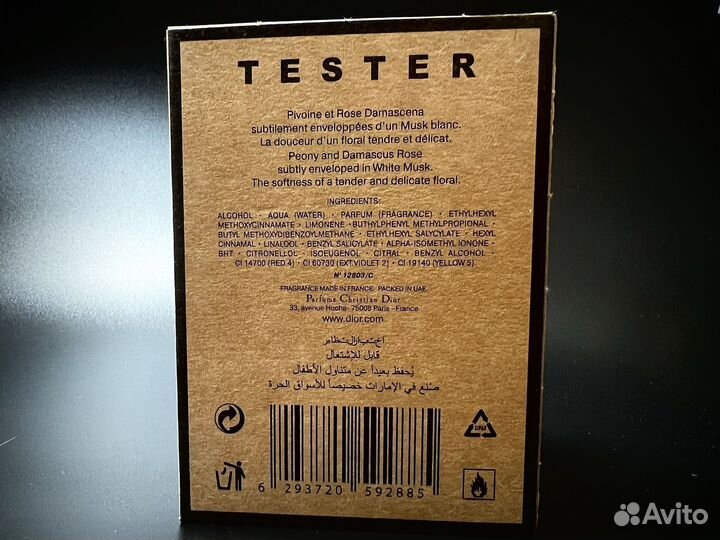 TESTER
Pivoine et Rose Damascena
subtilement enveloppées d'un Musk blanc.
La douceur d'un floral tendre et délicat.
Peony and Damascus Rose
subtly enveloped in White Musk.
The softness of a tender and delicate floral.
INGREDIENTS:
ALCOHOL · AQUA (WATER) · PARFUM (FRAGRANCE) · ETHYLHEXYL
METHOXYCINNAMATE · LIMONENE · BUTHYLPHENYL METHYLPROPIONAL ·
BUTYL METHOXYDIBENZOYLMETHANE · ETHYLHEXYL SALYCYLATE · HEXYL
CINNAMAL · LINALOOL · BENZYL SALICYLATE · ALPHA-ISOMETHYL IONONE ·
BHT · CITRONELLOL · ISOEUGENOL · CITRAL · BENZYL ALCOHOL ·
CI 14700 (RED 4) · CI 60730 (EXT.VIOLET 2) · CI 19140 (YELLOW 5).
N° 12803/C
FRAGRANCE MADE IN FRANCE. PACKED IN UAE.
Parfums Christian Dior
33, avenue Hoche- 75008 Paris - France
www.dior.com
قابل للإشتعال
يُحفظ بعيداً عن متناول الأطفال
صُنع في الإمارات خصيصاً للأسواق الحرة
6 293720 592885
C/PAP
Avito